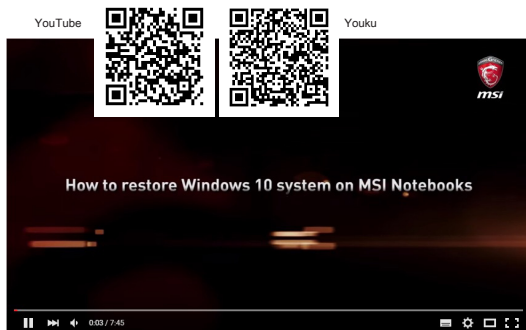 YouTube
Youku
msi
How to restore Windows 10 system on MSI Notebooks
0:03 / 7:45